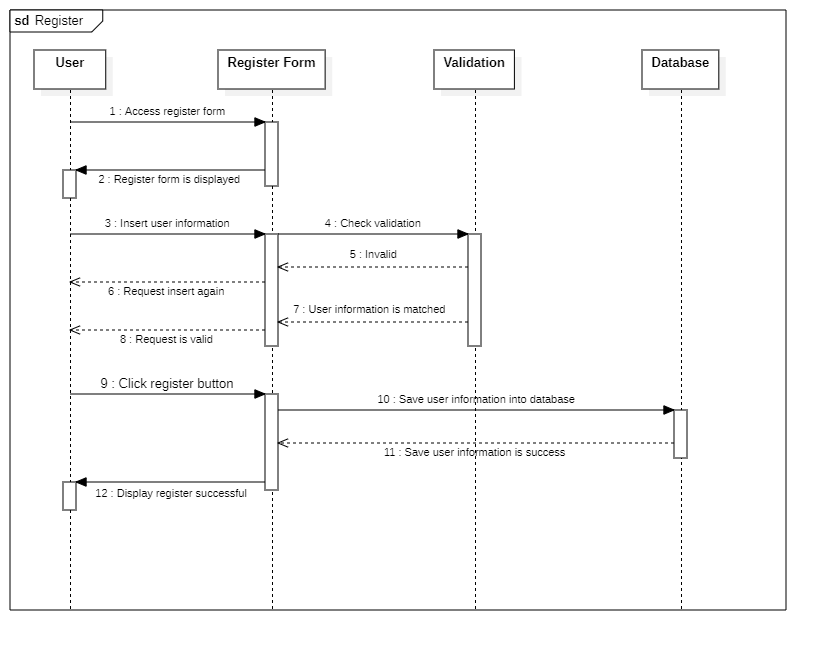 sd Register
User
Register Form
Validation
Database
1 : Access register form
2 : Register form is displayed
3 : Insert user information
4 : Check validation
5 : Invalid
6 : Request insert again
7 : User information is matched
8 : Request is valid
9 : Click register button
10 : Save user information into database
11 : Save user information is success
12 : Display register successful